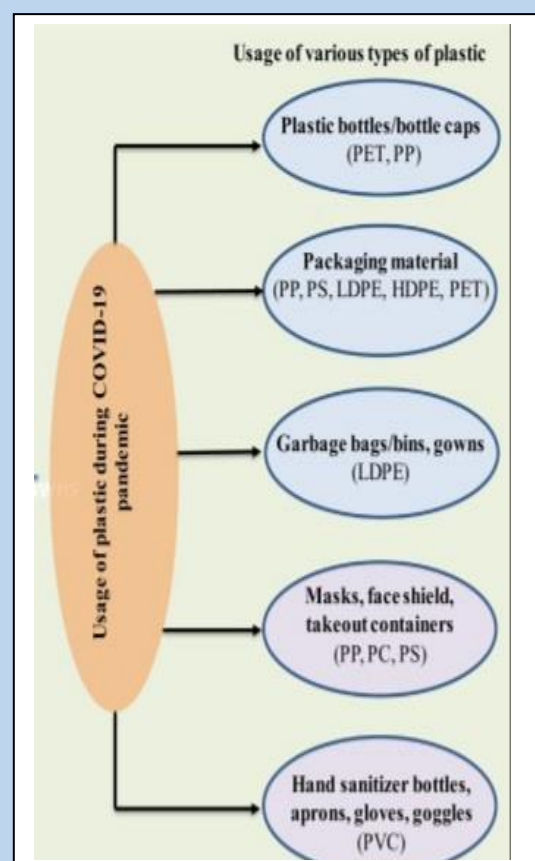 Usage of various types of plastic
Usage of plastic during COVID-19
pandemic
Plastic bottles/bottle caps
(PET, PP)
Packaging material
(PP, PS, LDPE, HDPE, PET)
Garbage bags/bins, gowns
(LDPE)
Masks, face shield,
takeout containers
(PP, PC, PS)
Hand sanitizer bottles,
aprons, gloves, goggles
(PVC)